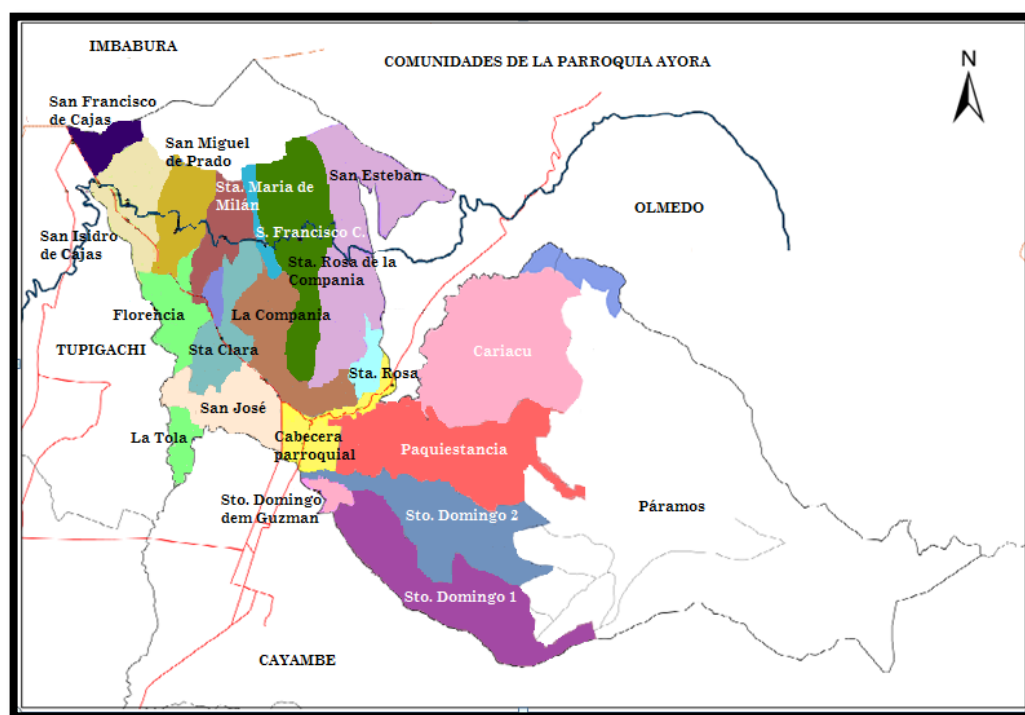 IMBABURA
COMUNIDADES DE LA PARROQUIA AYORA
N
San Francisco
de Cajas
San Miguel
de Prado
San Esteban
Sta. Maria de
Milán
OLMEDO
San Isidro
de Cajas
S. Francisco C.
Sta. Rosa de la
Compania
Florencia
La Compania
TUPIGACHI
Sta Clara
Cariacu
Sta. Rosa
San José
La Tola
Cabecera
parroquial
Paquiestancia
Sto. Domingo
dem Guzman
Sto. Domingo 2
Páramos
Sto. Domingo 1
CAYAMBE